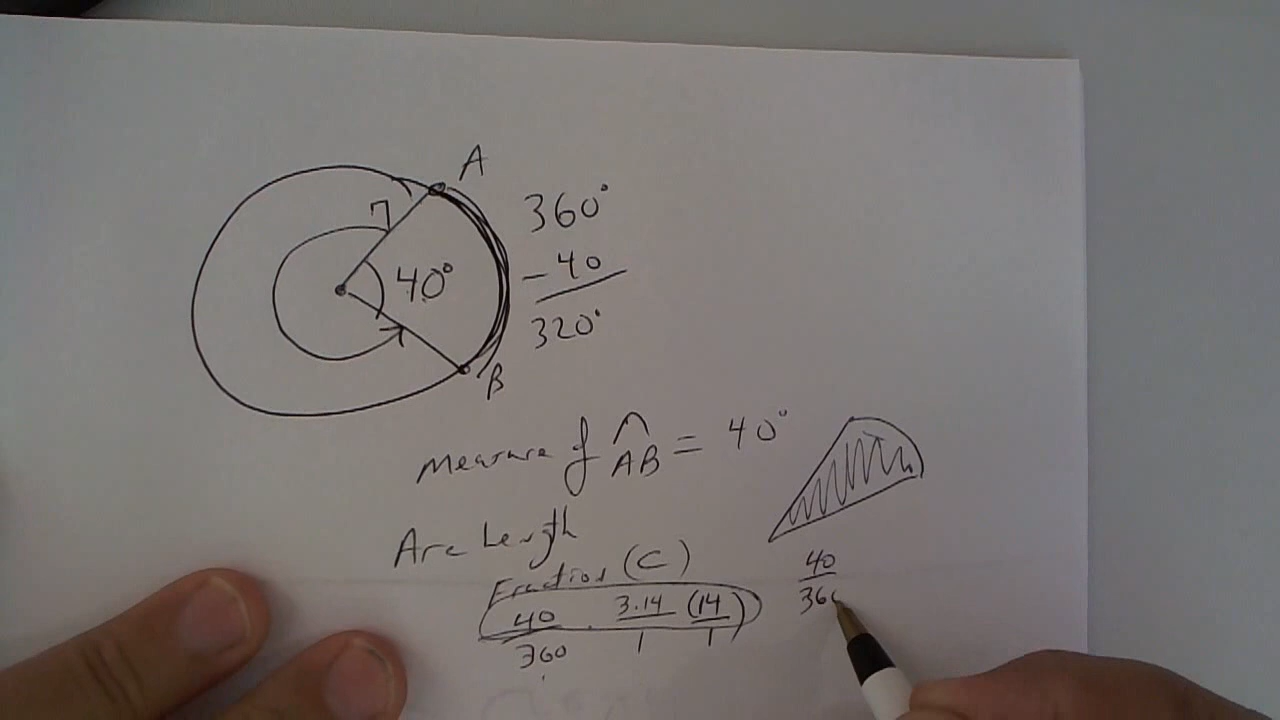 A
7
360°
40°
- 40
320°
B
Measure of AB = 40°
Arc Length
Fraction (C)
40 . 3.14 (14)
360 1 1
40
360